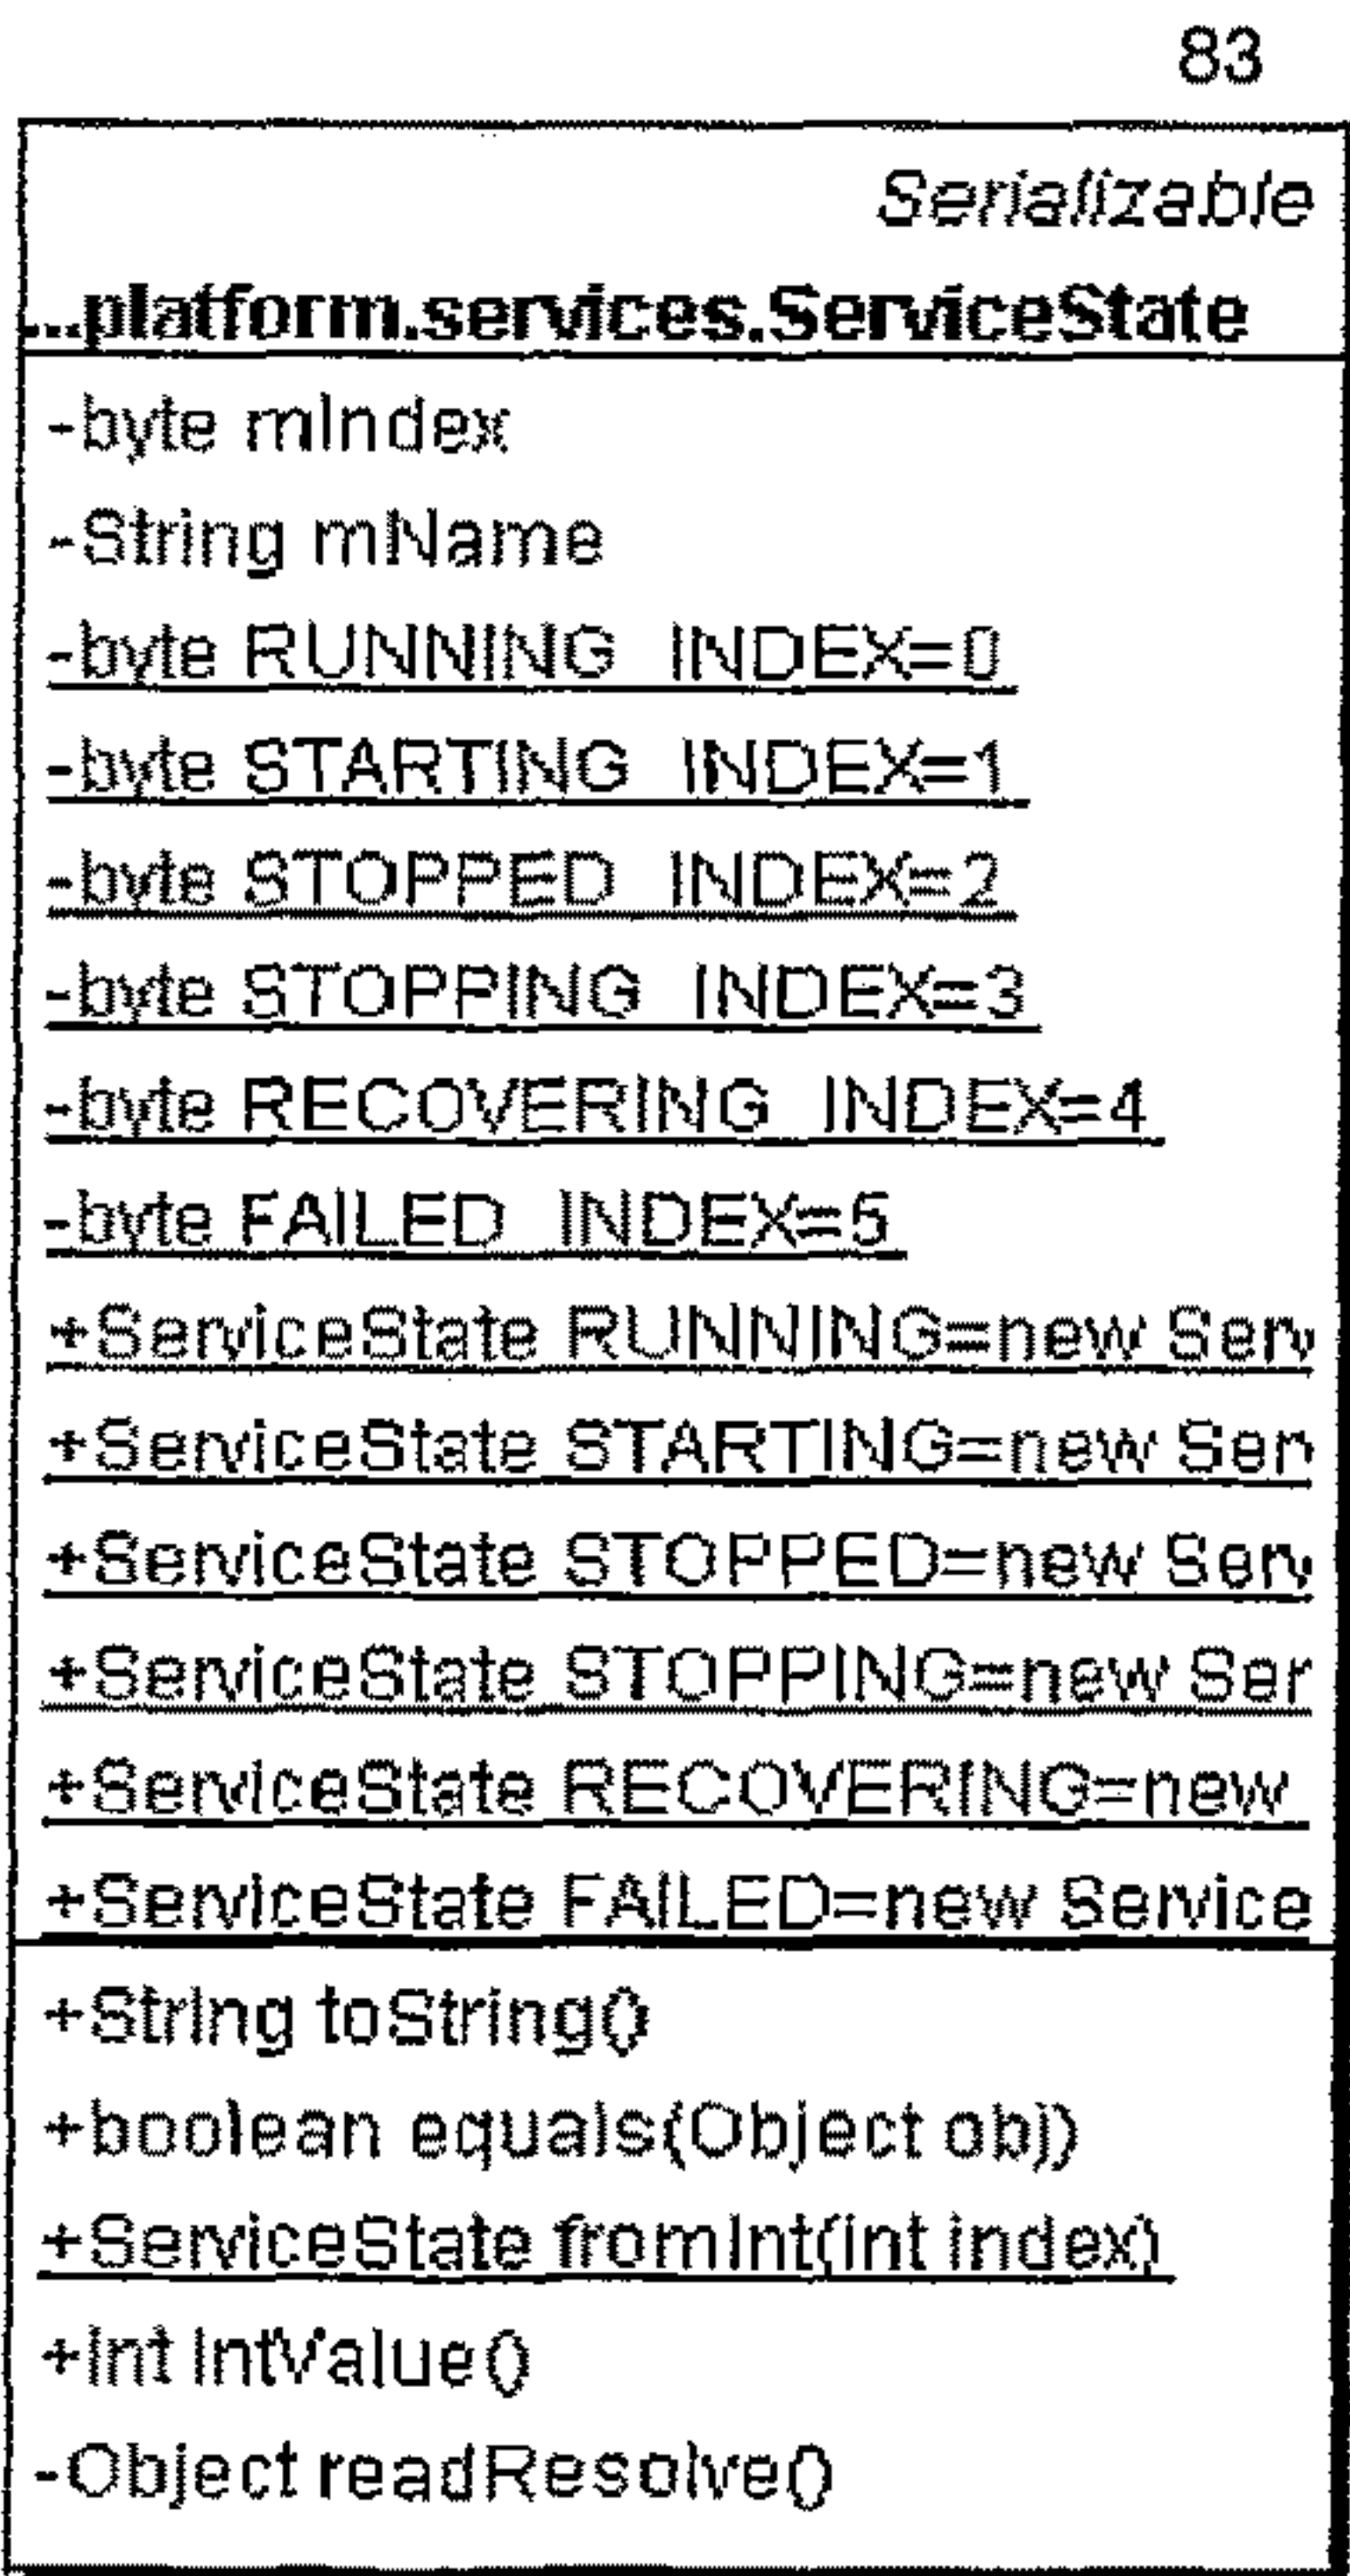 83
Serializable
...platform.services.ServiceState
-byte mIndex
-String mName
-byte RUNNING_INDEX=0
-byte STARTING_INDEX=1
-byte STOPPED_INDEX=2
-byte STOPPING_INDEX=3
-byte RECOVERING_INDEX=4
-byte FAILED_INDEX=5
+ServiceState RUNNING=new Serv
+ServiceState STARTING=new Ser
+ServiceState STOPPED=new Serv
+ServiceState STOPPING=new Ser
+ServiceState RECOVERING=new
+ServiceState FAILED=new Service
+String toString()
+boolean equals(Object obj)
+ServiceState fromInt(int index)
+int intValue()
-Object readResolve()